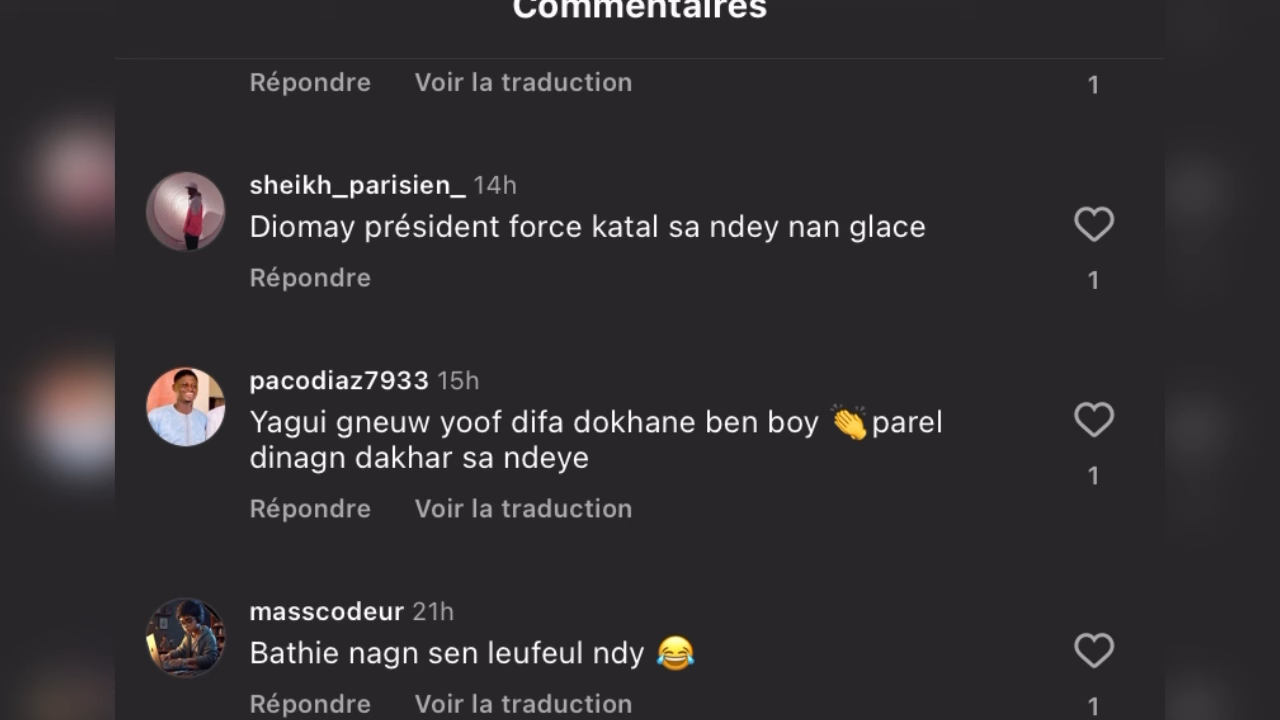 Commentaires
Répondre Voir la traduction
1
sheikh_parisien_ 14h
Diomay président force katal sa ndey nan glace
Répondre
1
pacodiaz7933 15h
Yagui gneuw yoof difa dokhane ben boy 👏parel
dinagn dakhar sa ndeye
1
Répondre Voir la traduction
masscodeur 21h
Bathie nagn sen leufeul ndy 😂
Répondre Voir la traduction
1